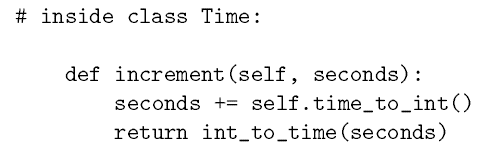 # inside class Time:
    def increment(self, seconds):
        seconds += self.time_to_int()
        return int_to_time(seconds)